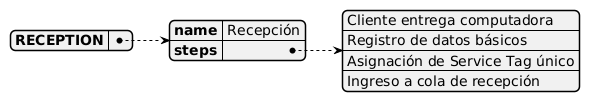 RECEPTION
name Recepción
steps
Cliente entrega computadora
Registro de datos básicos
Asignación de Service Tag único
Ingreso a cola de recepción